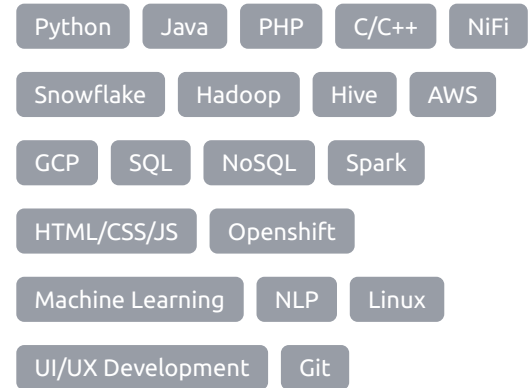 Python Java PHP C/C++ NiFi
Snowflake Hadoop Hive AWS
GCP SQL NoSQL Spark
HTML/CSS/JS Openshift
Machine Learning NLP Linux
UI/UX Development Git